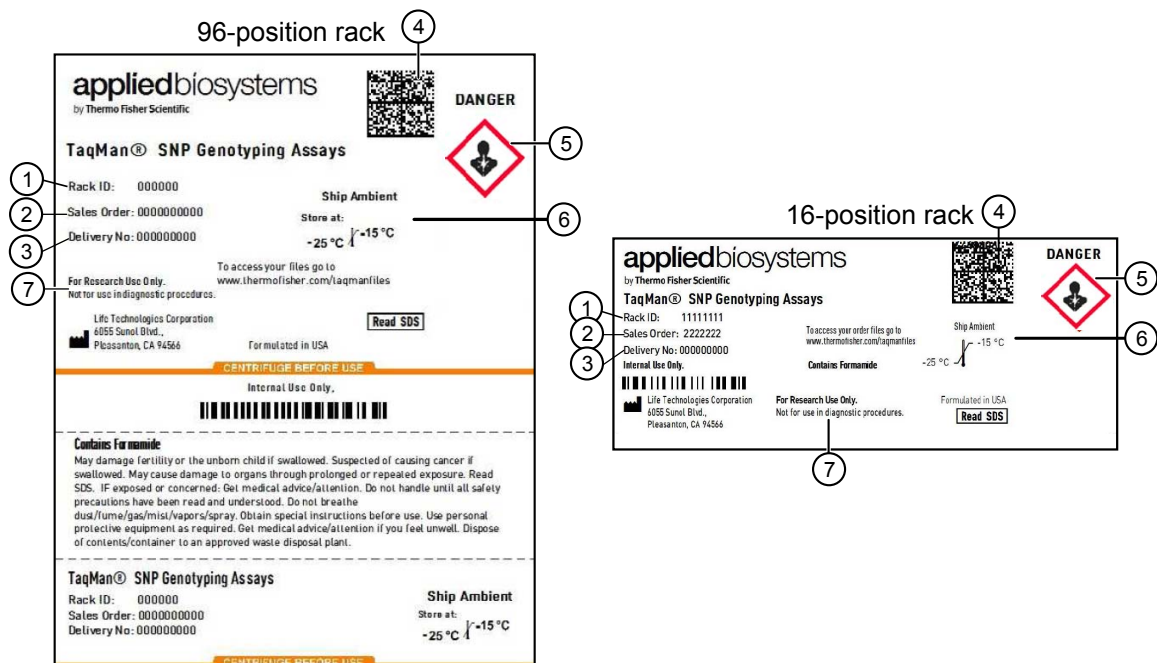 96-position rack
4
appliedbiosystems
by Thermo Fisher Scientific
DANGER
5
TaqMan® SNP Genotyping Assays
1
Rack ID: 000000
2
Sales Order: 0000000000
3
Delivery No: 000000000
Ship Ambient
Store at:
-25 °C -15 °C
6
7
For Research Use Only.
Not for use in diagnostic procedures.
To access your files go to
www.thermofisher.com/taqmanfiles
Life Technologies Corporation
6055 Sunol Blvd.,
Pleasanton, CA 94566
Formulated in USA
Read SDS
CENTRIFUGE BEFORE USE
Internal Use Only.
Contains Formamide
May damage fertility or the unborn child if swallowed. Suspected of causing cancer if
swallowed. May cause damage to organs through prolonged or repeated exposure. Read
SDS. IF exposed or concerned: Get medical advice/attention. Do not handle until all safety
precautions have been read and understood. Do not breathe
dust/fume/gas/mist/vapors/spray. Obtain special instructions before use. Use personal
protective equipment as required. Get medical advice/attention if you feel unwell. Dispose
of contents/container to an approved waste disposal plant.
TaqMan® SNP Genotyping Assays
Rack ID: 000000
Sales Order: 0000000000
Delivery No: 000000000
Ship Ambient
Store at:
-25 °C -15 °C
CENTRIFUGE BEFORE USE
16-position rack
4
appliedbiosystems
by Thermo Fisher Scientific
DANGER
5
TaqMan® SNP Genotyping Assays
1
Rack ID: 11111111
2
Sales Order: 2222222
3
Delivery No: 000000000
Internal Use Only.
To access your order files go to
www.thermofisher.com/taqmanfiles
Contains Formamide
Ship Ambient
-15 °C
-25 °C
6
Life Technologies Corporation
6055 Sunol Blvd.,
Pleasanton, CA 94566
For Research Use Only.
Not for use in diagnostic procedures.
Formulated in USA
Read SDS
7